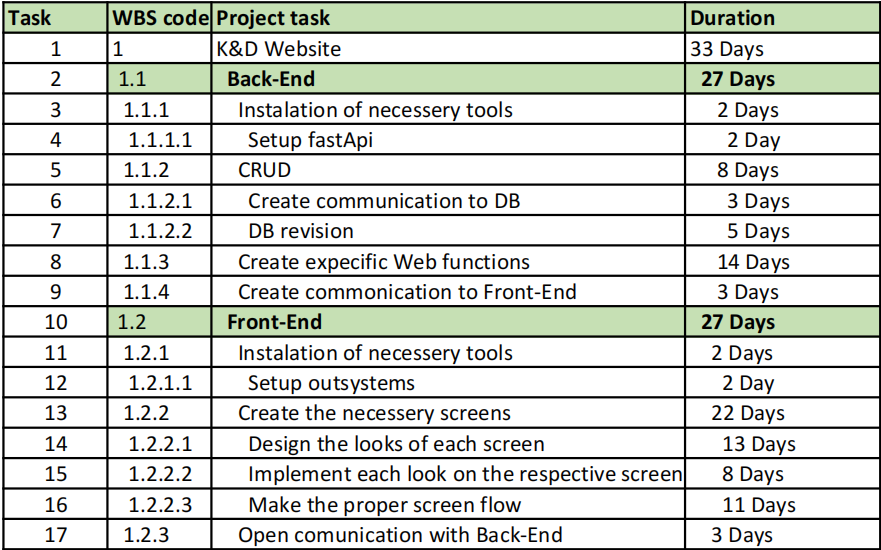 Task WBS code Project task Duration
1 1 K&D Website 33 Days
2 1.1 Back-End 27 Days
3 1.1.1 Instalation of necessery tools 2 Days
4 1.1.1.1 Setup fastApi 2 Day
5 1.1.2 CRUD 8 Days
6 1.1.2.1 Create communication to DB 3 Days
7 1.1.2.2 DB revision 5 Days
8 1.1.3 Create expecific Web functions 14 Days
9 1.1.4 Create commonication to Front-End 3 Days
10 1.2 Front-End 27 Days
11 1.2.1 Instalation of necessery tools 2 Days
12 1.2.1.1 Setup outsystems 2 Day
13 1.2.2 Create the necessery screens 22 Days
14 1.2.2.1 Design the looks of each screen 13 Days
15 1.2.2.2 Implement each look on the respective screen 8 Days
16 1.2.2.3 Make the proper screen flow 11 Days
17 1.2.3 Open comunication with Back-End 3 Days